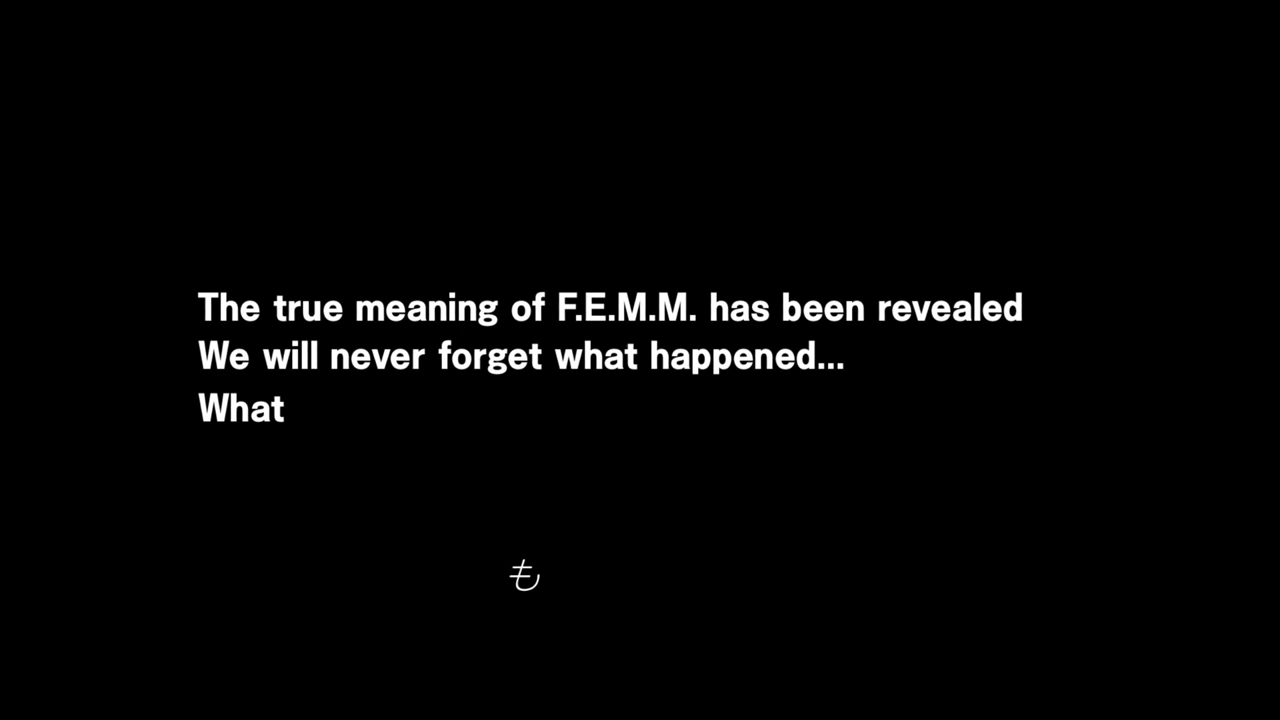 The true meaning of F.E.M.M. has been revealed
We will never forget what happened...
What
も